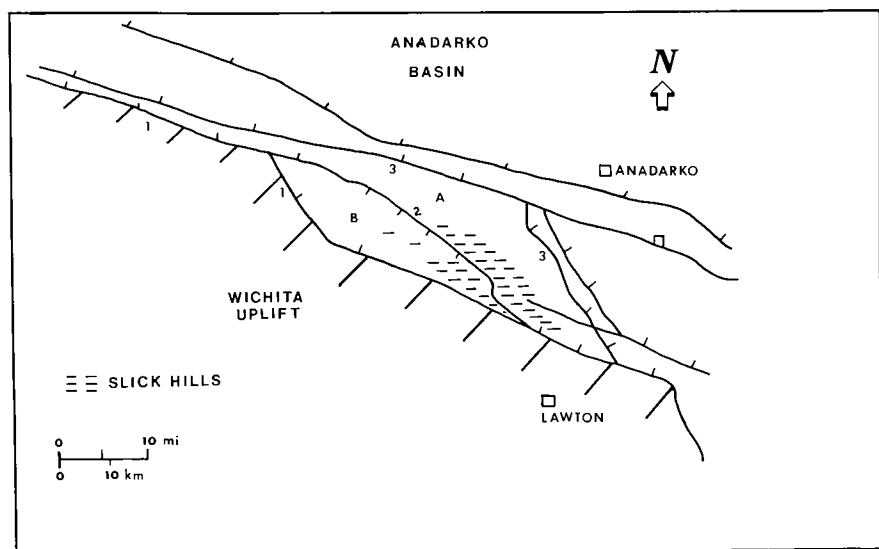 ANADARKO
BASIN
N
1
3
ANADARKO
A
1
2
B
3
WICHITA
UPLIFT
SLICK HILLS
LAWTON
0 10 mi
0 10 km